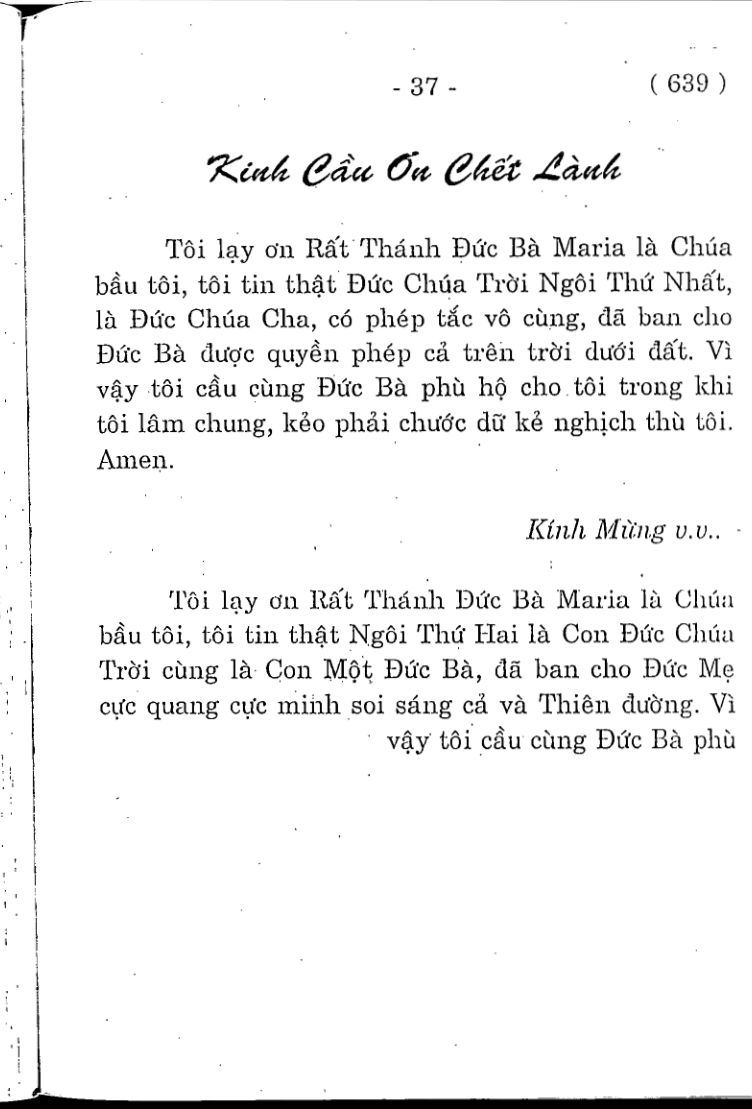 - 37 -
( 639 )
Kinh Cầu Ơn Chết Lành
Tôi lạy ơn Rất Thánh Đức Bà Maria là Chúa
bầu tôi, tôi tin thật Đức Chúa Trời Ngôi Thứ Nhất,
là Đức Chúa Cha, có phép tắc vô cùng, đã ban cho
Đức Bà được quyền phép cả trên trời dưới đất. Vì
vậy tôi cầu cùng Đức Bà phù hộ cho tôi trong khi
tôi lâm chung, kẻo phải chước dữ kẻ nghịch thù tôi.
Amen.
Kính Mừng v.v..
Tôi lạy ơn Rất Thánh Đức Bà Maria là Chúa
bầu tôi, tôi tin thật Ngôi Thứ Hai là Con Đức Chúa
Trời cùng là Con Một Đức Bà, đã ban cho Đức Mẹ
cực quang cực minh soi sáng cả và Thiên đường. Vì
vậy tôi cầu cùng Đức Bà phù